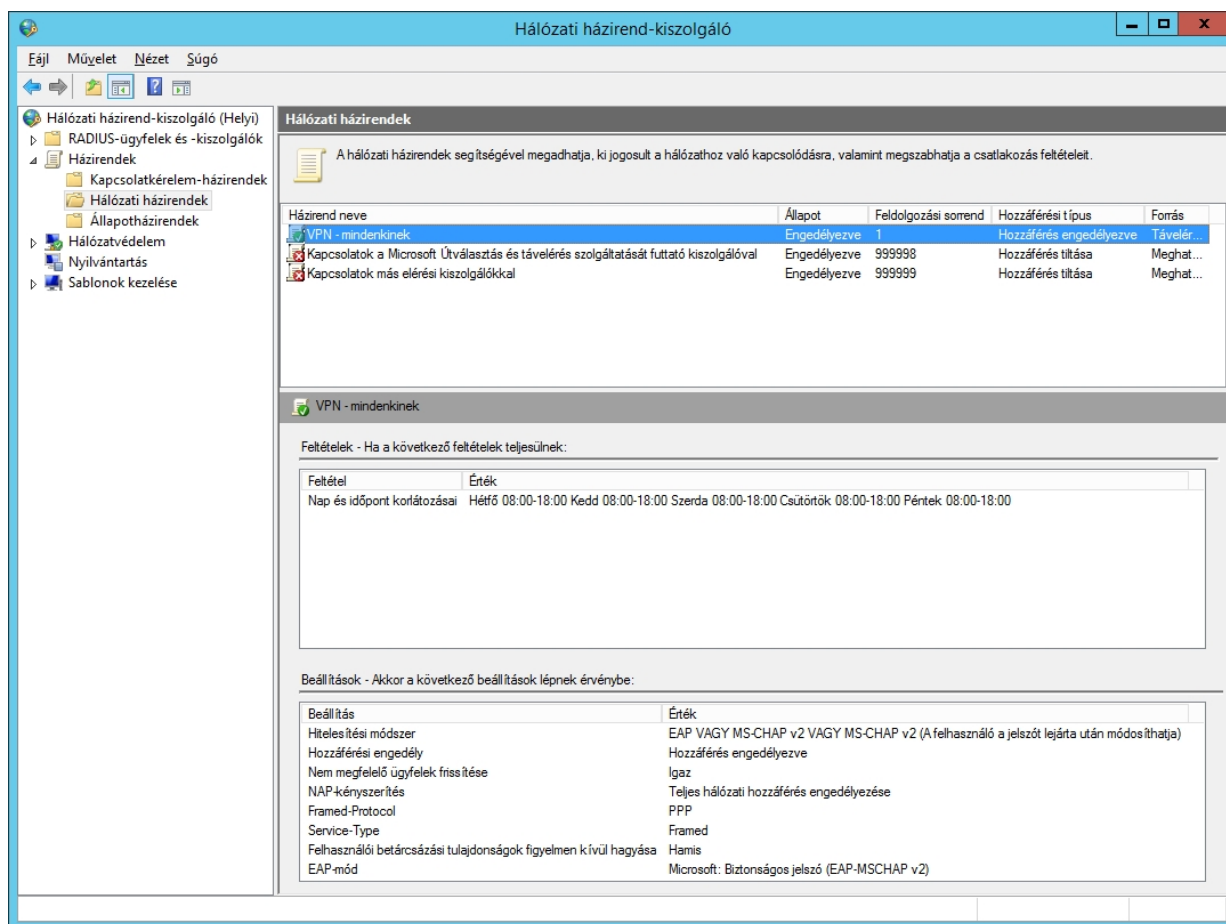 Hálózati házirend-kiszolgáló
Fájl Művelet Nézet Súgó
Hálózati házirend-kiszolgáló (Helyi)
RADIUS-ügyfelek és -kiszolgálók
Házirendek
Kapcsolatkérelem-házirendek
Hálózati házirendek
Állapotházirendek
Hálózatvédelem
Nyilvántartás
Sablonok kezelése
Hálózati házirendek
A hálózati házirendek segítségével megadhatja, ki jogosult a hálózathoz való kapcsolódásra, valamint megszabhatja a csatlakozás feltételeit.
Házirend neve Állapot Feldolgozási sorrend Hozzáférési típus Forrás
VPN - mindenkinek Engedélyezve 1 Hozzáférés engedélyezve Távelér...
Kapcsolatok a Microsoft Útválasztás és távelérés szolgáltatását futtató kiszolgálóval Engedélyezve 999998 Hozzáférés tiltása Meghat...
Kapcsolatok más elérési kiszolgálókkal Engedélyezve 999999 Hozzáférés tiltása Meghat...
VPN - mindenkinek
Feltételek - Ha a következő feltételek teljesülnek:
Feltétel Érték
Nap és időpont korlátozásai Hétfő 08:00-18:00 Kedd 08:00-18:00 Szerda 08:00-18:00 Csütörtök 08:00-18:00 Péntek 08:00-18:00
Beállítások - Akkor a következő beállítások lépnek érvénybe:
Beállítás Érték
Hitelesítési módszer EAP VAGY MS-CHAP v2 VAGY MS-CHAP v2 (A felhasználó a jelszót lejárta után módosíthatja)
Hozzáférési engedély Hozzáférés engedélyezve
Nem megfelelő ügyfelek frissítése Igaz
NAP-kényszerítés Teljes hálózati hozzáférés engedélyezése
Framed-Protocol PPP
Service-Type Framed
Felhasználói betárcsázási tulajdonságok figyelmen kívül hagyása Hamis
EAP-mód Microsoft: Biztonságos jelszó (EAP-MSCHAP v2)